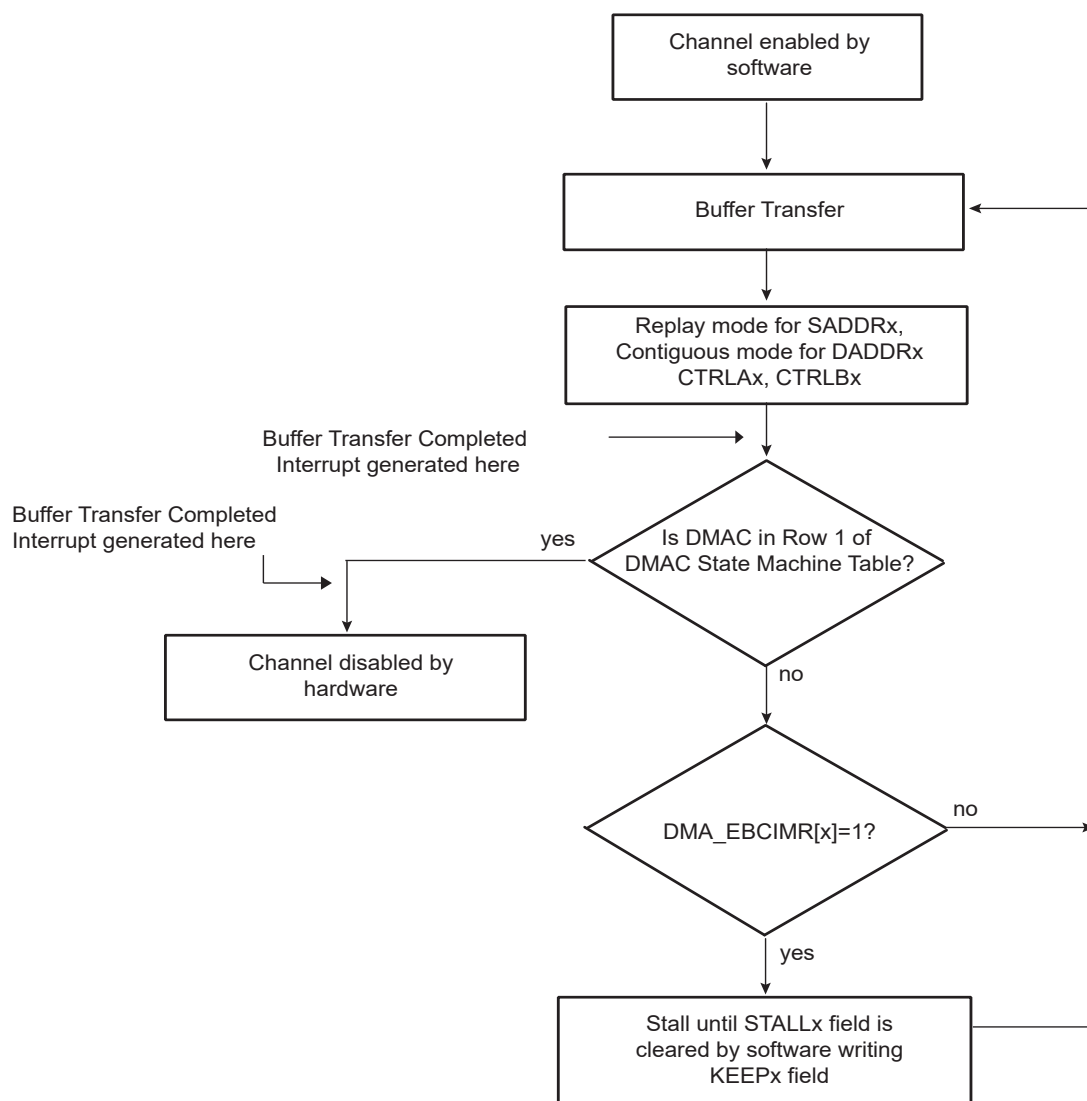 Channel enabled by
software
Buffer Transfer
Replay mode for SADDRx,
Contiguous mode for DADDRx
CTRLAx, CTRLBx
Buffer Transfer Completed
Interrupt generated here
Buffer Transfer Completed
Interrupt generated here
yes
Is DMAC in Row 1 of
DMAC State Machine Table?
Channel disabled by
hardware
no
DMA_EBCIMR[x]=1?
no
yes
Stall until STALLx field is
cleared by software writing
KEEPx field